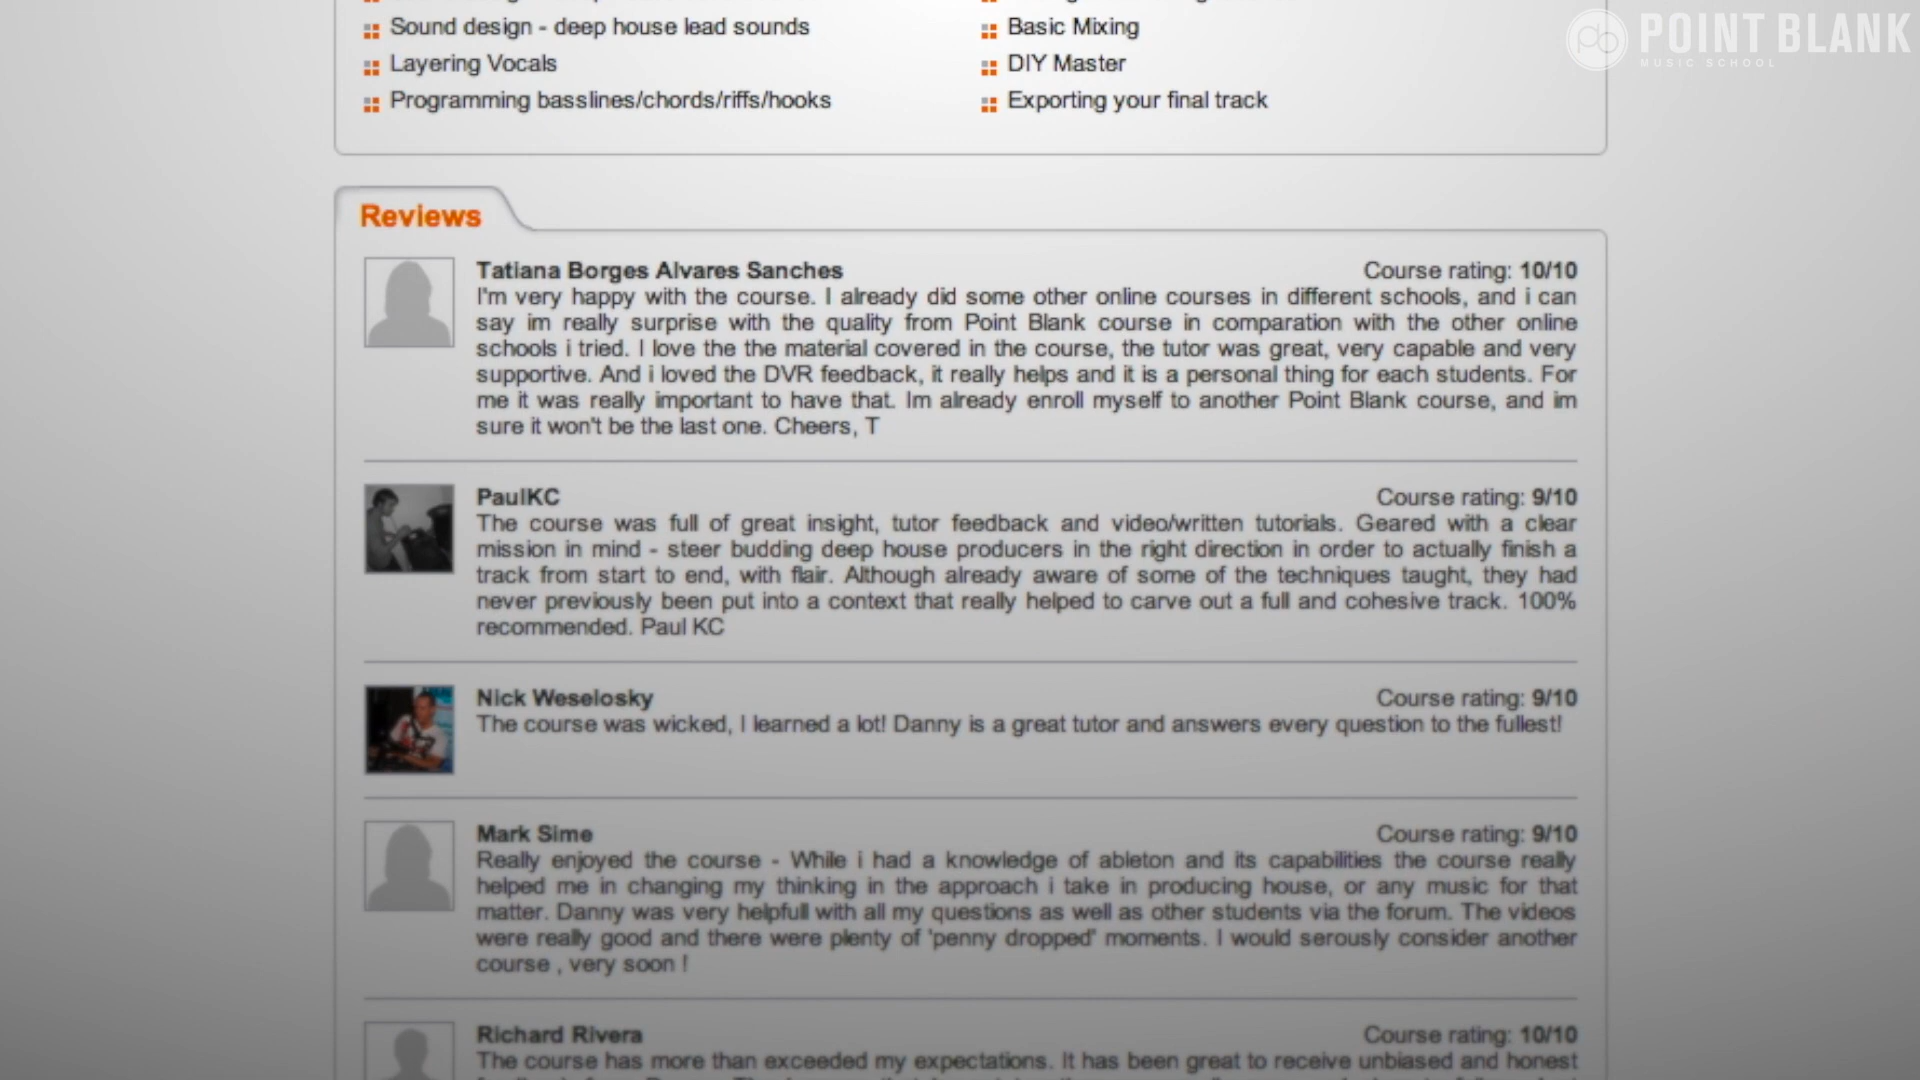 POINT BLANK
MUSIC SCHOOL
Sound design - deep house lead sounds
Basic Mixing
Layering Vocals
DIY Master
Programming basslines/chords/riffs/hooks
Exporting your final track
Reviews
Tatiana Borges Alvares Sanches
Course rating: 10/10
I'm very happy with the course. I already did some other online courses in different schools, and i can
say im really surprise with the quality from Point Blank course in comparation with the other online
schools i tried. I love the the material covered in the course, the tutor was great, very capable and very
supportive. And i loved the DVR feedback, it really helps and it is a personal thing for each students. For
me it was really important to have that. Im already enroll myself to another Point Blank course, and im
sure it won't be the last one. Cheers, T
PaulKC
Course rating: 9/10
The course was full of great insight, tutor feedback and video/written tutorials. Geared with a clear
mission in mind - steer budding deep house producers in the right direction in order to actually finish a
track from start to end, with flair. Although already aware of some of the techniques taught, they had
never previously been put into a context that really helped to carve out a full and cohesive track. 100%
recommended. Paul KC
Nick Weselosky
Course rating: 9/10
The course was wicked, I learned a lot! Danny is a great tutor and answers every question to the fullest!
Mark Sime
Course rating: 9/10
Really enjoyed the course - While i had a knowledge of ableton and its capabilities the course really
helped me in changing my thinking in the approach i take in producing house, or any music for that
matter. Danny was very helpfull with all my questions as well as other students via the forum. The videos
were really good and there were plenty of 'penny dropped' moments. I would serously consider another
course , very soon !
Richard Rivera
Course rating: 10/10
The course has more than exceeded my expectations. It has been great to receive unbiased and honest